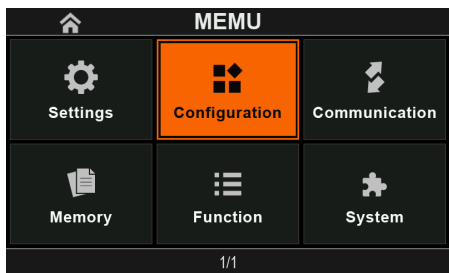 MEMU
Settings
Configuration
Communication
Memory
Function
System
1/1